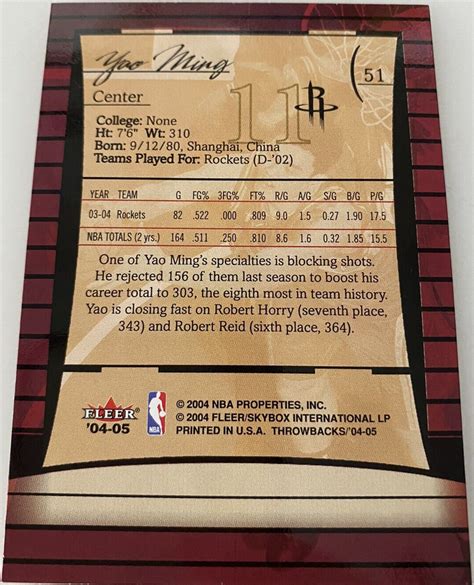 Yao Ming
51
Center
11
R
College: None
Ht: 7'6" Wt: 310
Born: 9/12/80, Shanghai, China
Teams Played For: Rockets (D-'02)
YEAR TEAM G FG% 3FG% FT% R/G A/G S/G B/G P/G
03-04 Rockets 82 .522 .000 .809 9.0 1.5 0.27 1.90 17.5
NBA TOTALS (2 yrs.) 164 .511 .250 .810 8.6 1.6 0.32 1.85 15.5
One of Yao Ming's specialties is blocking shots.
He rejected 156 of them last season to boost his
career total to 303, the eighth most in team history.
Yao is closing fast on Robert Horry (seventh place,
343) and Robert Reid (sixth place, 364).
FLEER
'04-05
NBA
© 2004 NBA PROPERTIES, INC.
© 2004 FLEER/SKYBOX INTERNATIONAL LP
PRINTED IN U.S.A. THROWBACKS/'04-05